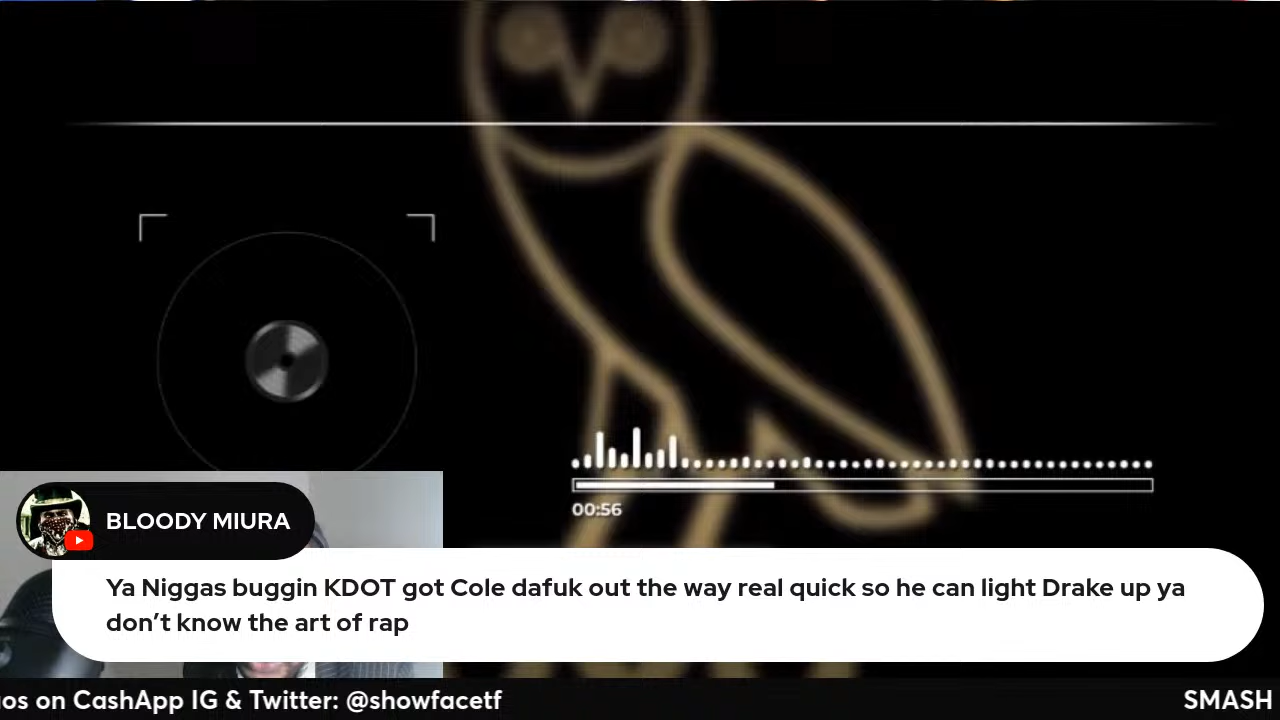 00:56
BLOODY MIURA
Ya Niggas buggin KDOT got Cole dafuk out the way real quick so he can light Drake up ya
don’t know the art of rap
on CashApp IG & Twitter: @showfacetf
SMASH